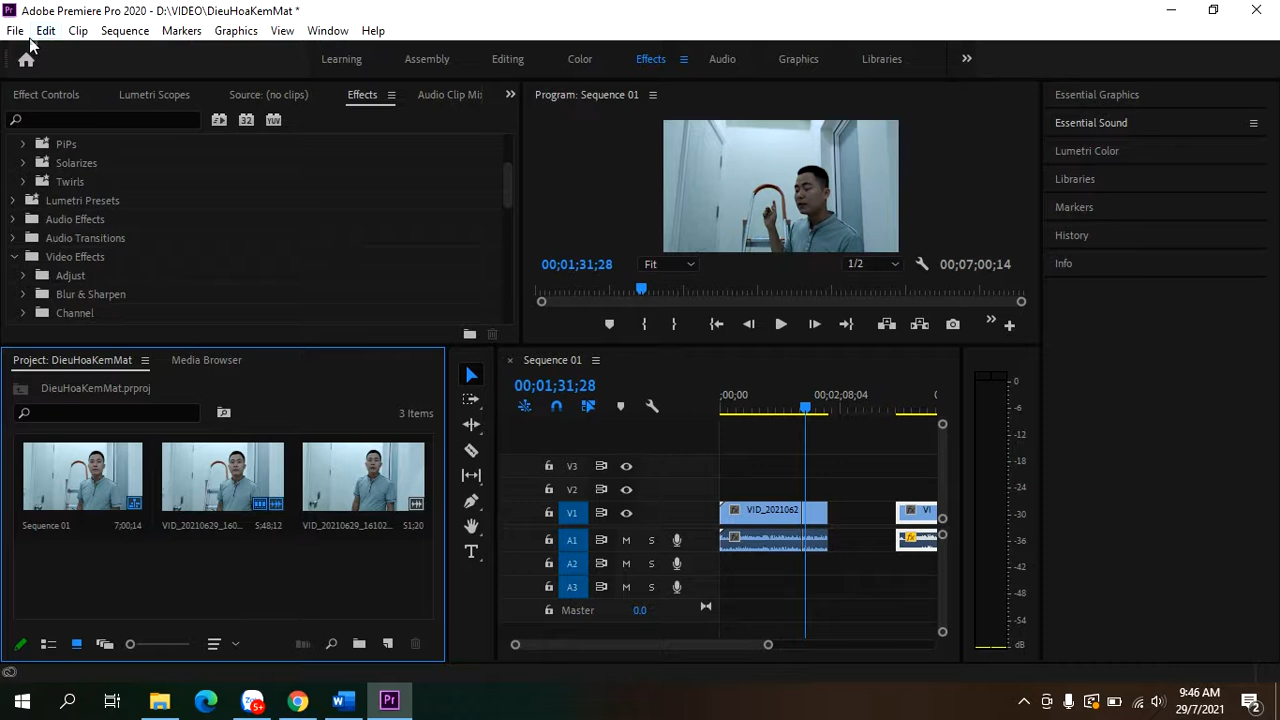 Adobe Premiere Pro 2020 - D:\VIDEO\DieuHoaKemMat *
File Edit Clip Sequence Markers Graphics View Window Help
Learning Assembly Editing Color Effects Audio Graphics Libraries
Effect Controls Lumetri Scopes Source: (no clips) Effects Audio Clip Mix
PiPs
Solarizes
Twirls
Lumetri Presets
Audio Effects
Audio Transitions
Video Effects
Adjust
Blur & Sharpen
Channel
Program: Sequence 01
00;01;31;28 Fit 1/2 00;07;00;14
Essential Graphics
Essential Sound
Lumetri Color
Libraries
Markers
History
Info
Project: DieuHoaKemMat Media Browser
DieuHoaKemMat.prproj
3 Items
Sequence 01 7;00;14 VID_20210629_160... S;48;12 VID_20210629_16102... S1;20
Sequence 01
00;01;31;28
;00;00 00;02;08;04 0
V3
V2
V1 VID_2021062 VI
A1 M S
A2 M S
A3 M S
Master 0.0
0
-6
-12
-18
-24
-30
-36
-42
-48
-54
dB
5+
9:46 AM
29/7/2021
2